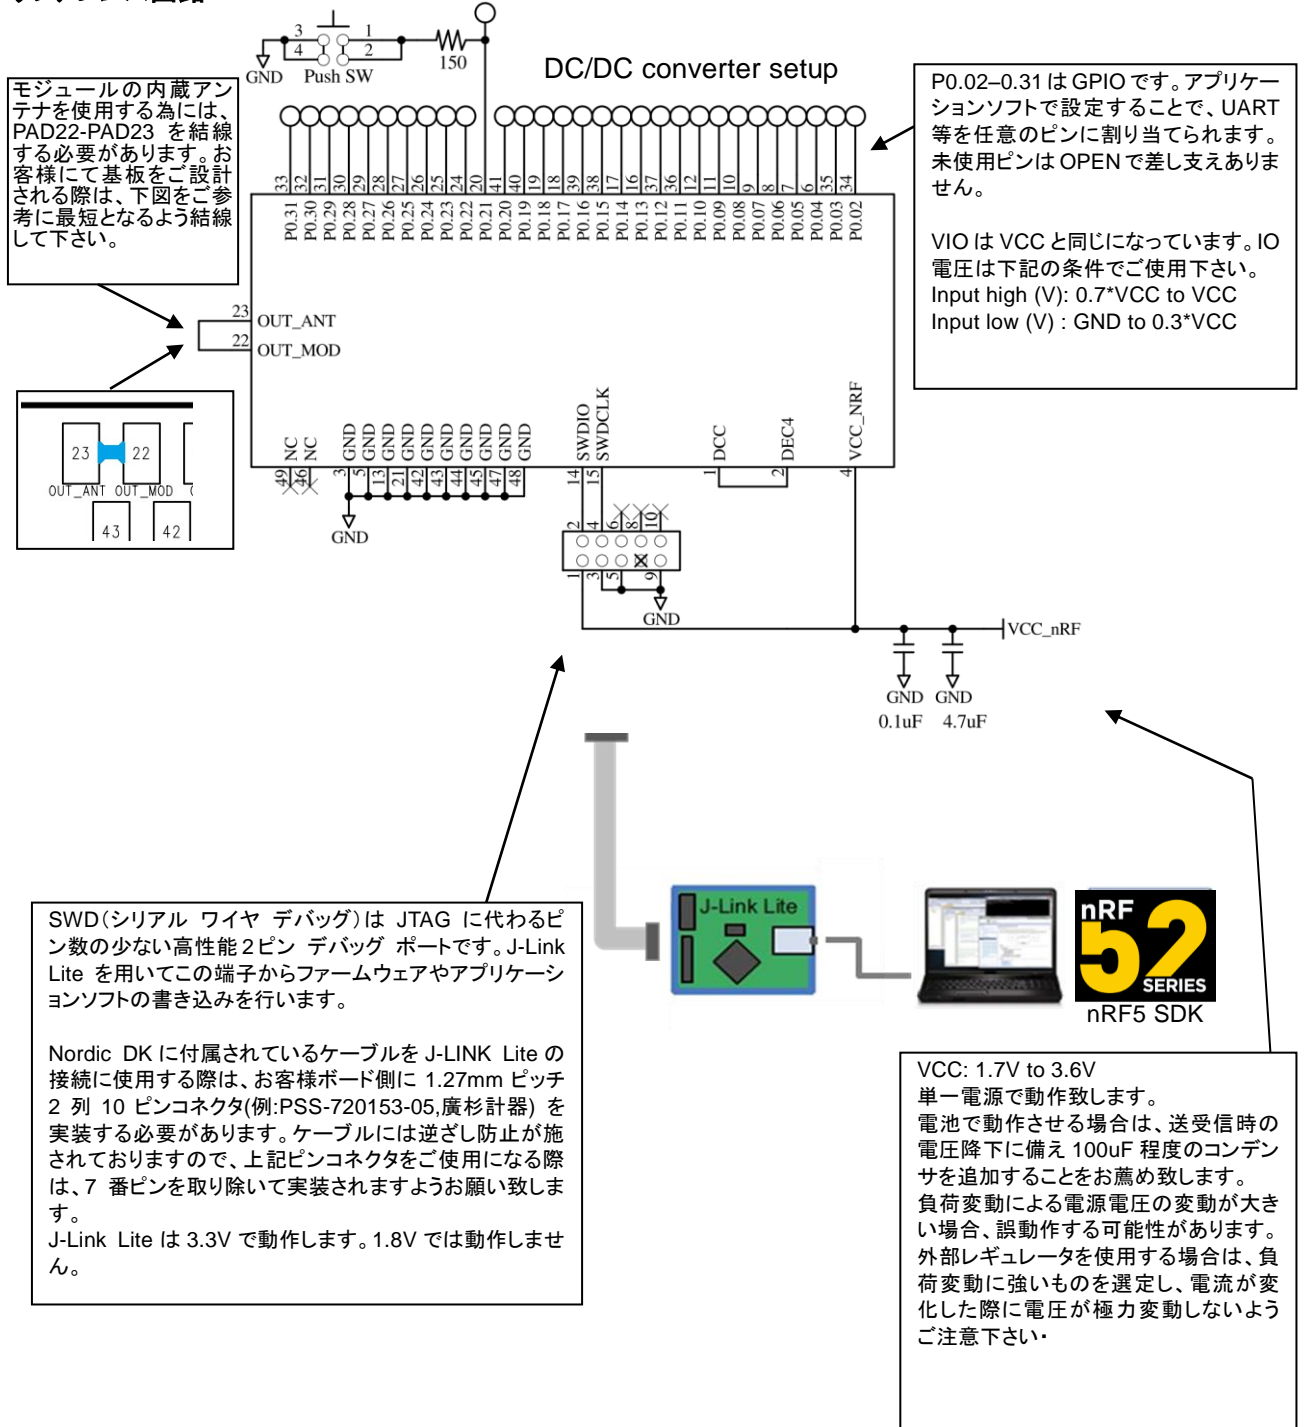 3 1
4 2
GND Push SW 150
DC/DC converter setup
モジュールの内蔵アン
テナを使用する為には、
PAD22-PAD23 を結線
する必要があります。お
客様にて基板をご設計
される際は、下図をご参
考に最短となるよう結線
して下さい。
P0.02–0.31 は GPIO です。アプリケー
ションソフトで設定することで、UART
等を任意のピンに割り当てられます。
未使用ピンは OPEN で差し支えありま
せん。
VIO は VCC と同じになっています。IO
電圧は下記の条件でご使用下さい。
Input high (V): 0.7*VCC to VCC
Input low (V) : GND to 0.3*VCC
33 32 31 30 29 28 27 26 25 24 20 41 40 19 18 39 38 17 16 37 36 12 11 10 9 8 7 6 35 34
P0.31 P0.30 P0.29 P0.28 P0.27 P0.26 P0.25 P0.24 P0.23 P0.22 P0.21 P0.20 P0.19 P0.18 P0.17 P0.16 P0.15 P0.14 P0.13 P0.12 P0.11 P0.10 P0.09 P0.08 P0.07 P0.06 P0.05 P0.04 P0.03 P0.02
23 OUT_ANT
22 OUT_MOD
NC NC GND GND GND GND GND GND GND GND GND GND SWDIO SWDCLK DCC DEC4 VCC_NRF
49 46 3 5 13 21 42 43 44 45 47 48 14 15 1 2 4
23 22
OUT_ANT OUT_MOD
43 42
GND
2 4 6 8 10
1 3 5 9
GND
VCC_nRF
GND GND
0.1uF 4.7uF
J-Link Lite
nRF
52
SERIES
nRF5 SDK
SWD(シリアル ワイヤ デバッグ)は JTAG に代わるピ
ン数の少ない高性能2ピン デバッグ ポートです。J-Link
Lite を用いてこの端子からファームウェアやアプリケーシ
ョンソフトの書き込みを行います。
Nordic DK に付属されているケーブルを J-LINK Lite の
接続に使用する際は、お客様ボード側に 1.27mm ピッチ
2 列 10 ピンコネクタ(例:PSS-720153-05,廣杉計器) を
実装する必要があります。ケーブルには逆ざし防止が施
されておりますので、上記ピンコネクタをご使用になる際
は、7 番ピンを取り除いて実装されますようお願い致しま
す。
J-Link Lite は 3.3V で動作します。1.8V では動作しませ
ん。
VCC: 1.7V to 3.6V
単一電源で動作致します。
電池で動作させる場合は、送受信時の
電圧降下に備え 100uF 程度のコンデン
サを追加することをお薦め致します。
負荷変動による電源電圧の変動が大き
い場合、誤動作する可能性があります。
外部レギュレータを使用する場合は、負
荷変動に強いものを選定し、電流が変
化した際に電圧が極力変動しないよう
ご注意下さい・